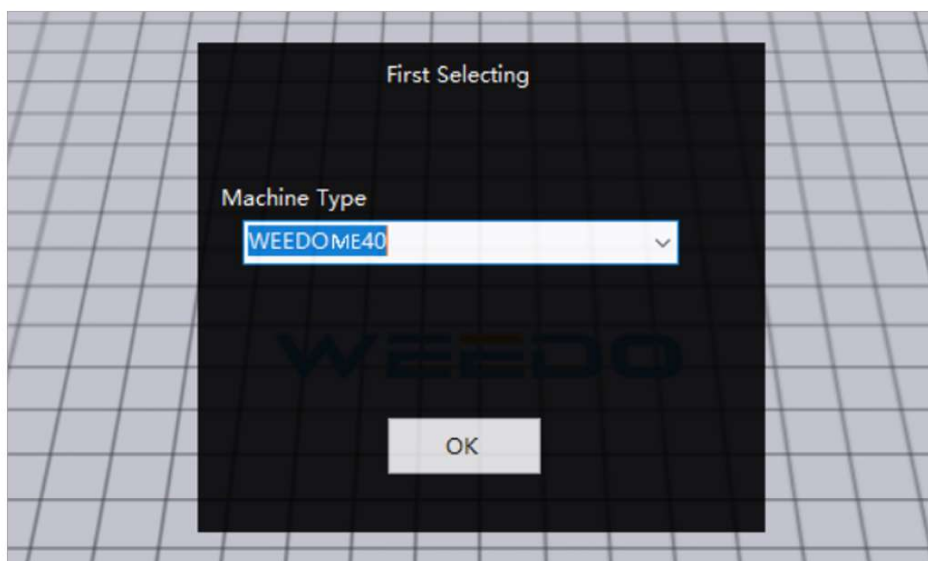 First Selecting
Machine Type
WEEDOME40
WEEDO
OK